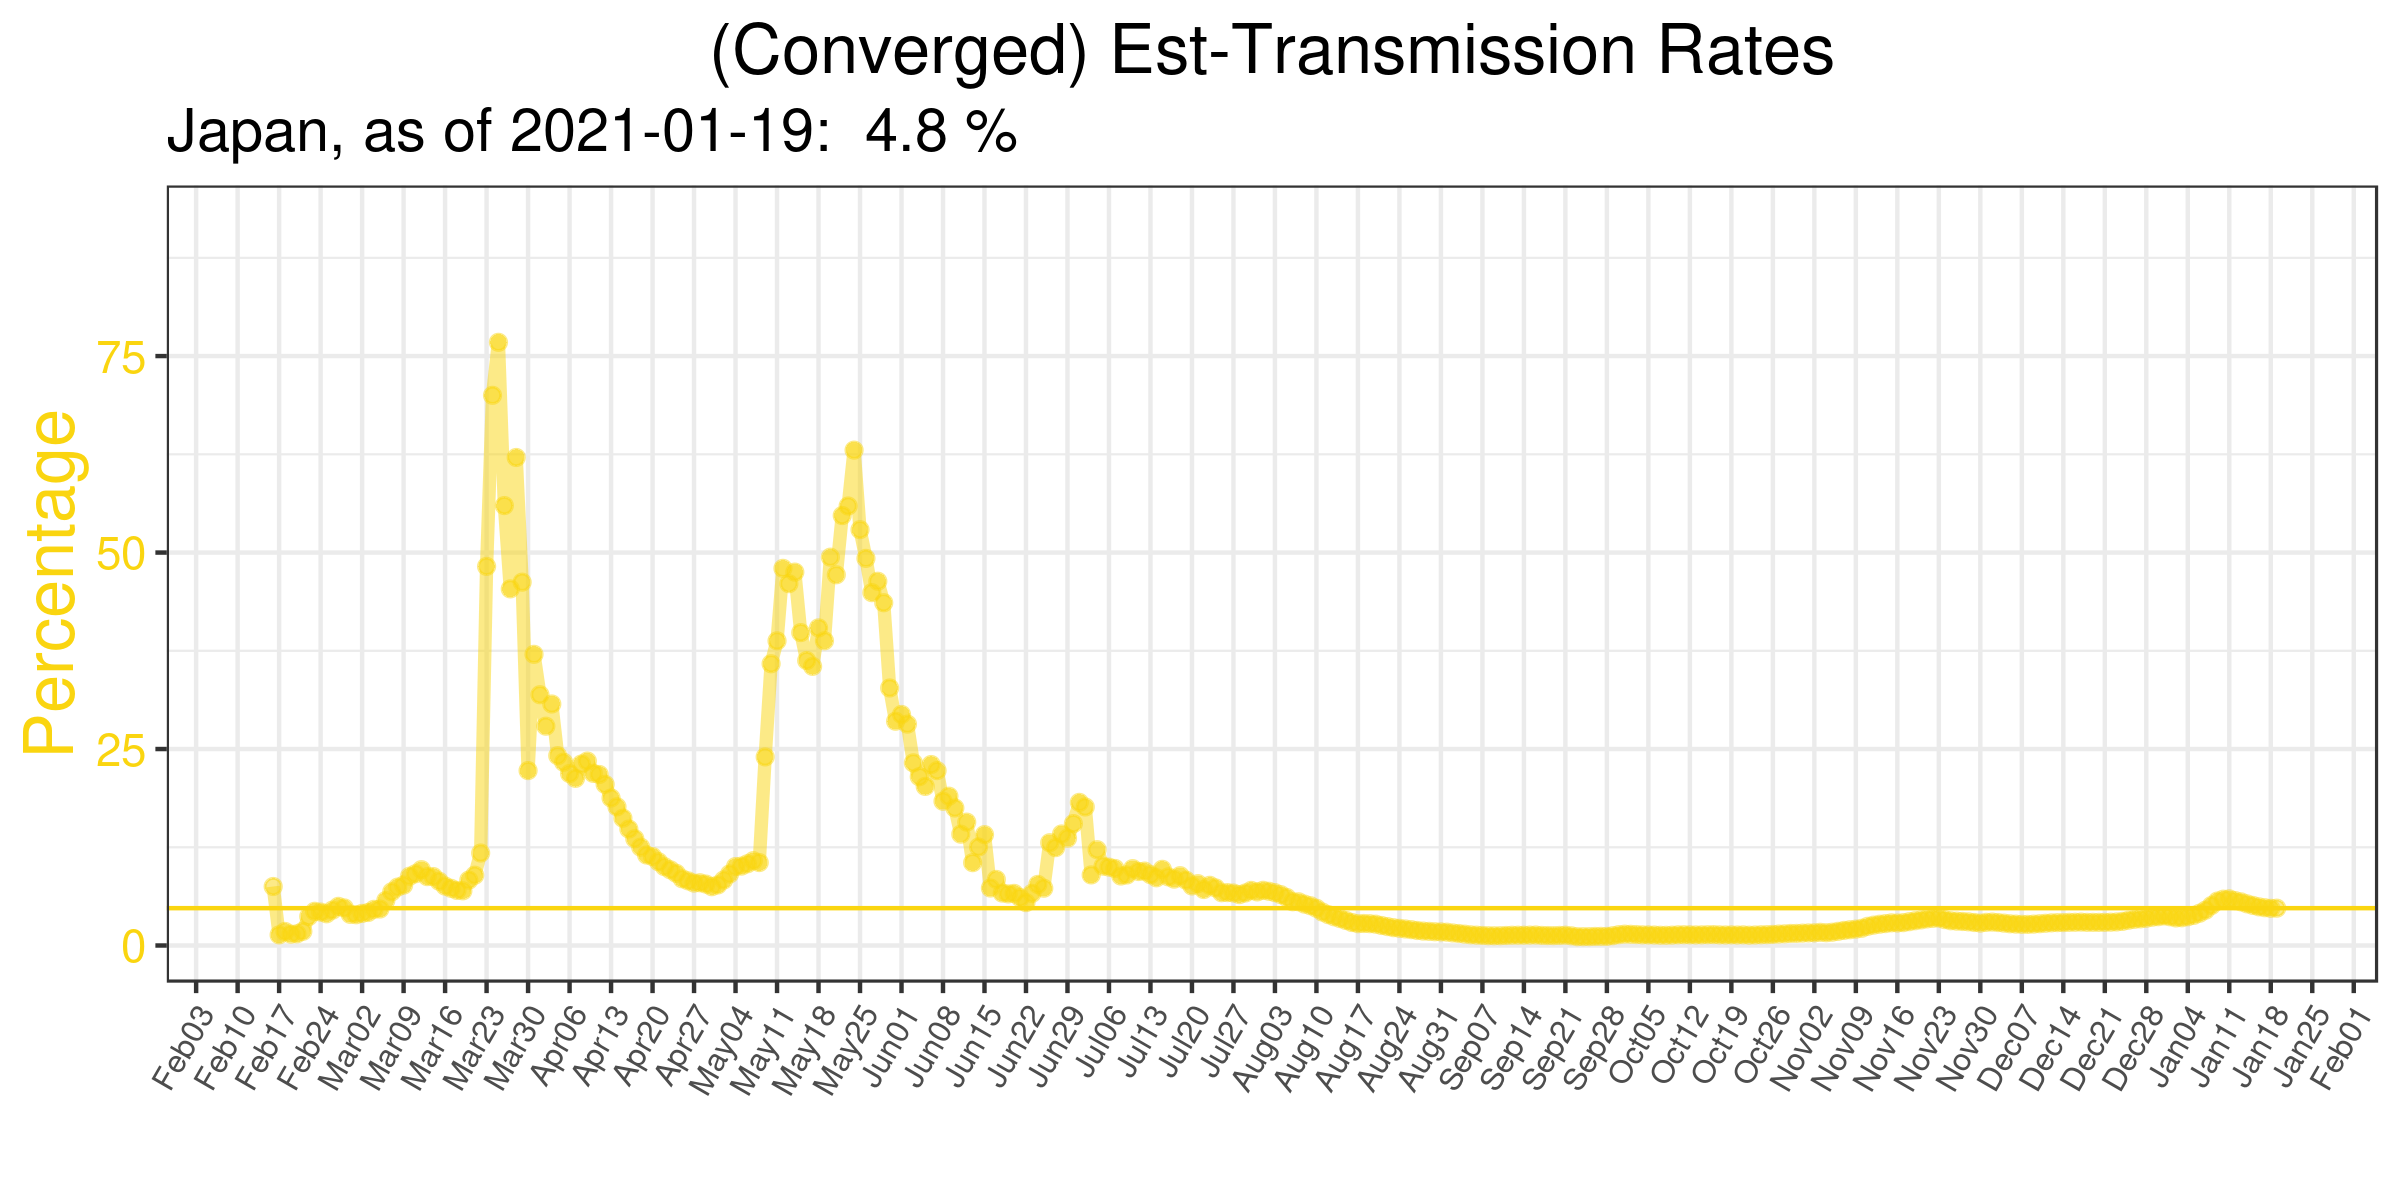 (Converged) Est-Transmission Rates
Japan, as of 2021-01-19:  4.8 %
Percentage
75
50
25
0
Feb03
Feb10
Feb17
Feb24
Mar02
Mar09
Mar16
Mar23
Mar30
Apr06
Apr13
Apr20
Apr27
May04
May11
May18
May25
Jun01
Jun08
Jun15
Jun22
Jun29
Jul06
Jul13
Jul20
Jul27
Aug03
Aug10
Aug17
Aug24
Aug31
Sep07
Sep14
Sep21
Sep28
Oct05
Oct12
Oct19
Oct26
Nov02
Nov09
Nov16
Nov23
Nov30
Dec07
Dec14
Dec21
Dec28
Jan04
Jan11
Jan18
Jan25
Feb01